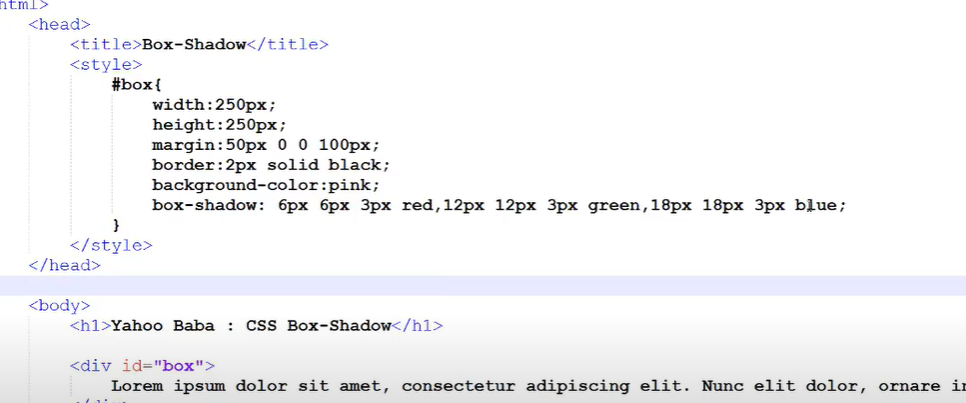 html>
<head>
<title>Box-Shadow</title>
<style>
#box{
width:250px;
height:250px;
margin:50px 0 0 100px;
border:2px solid black;
background-color:pink;
box-shadow: 6px 6px 3px red,12px 12px 3px green,18px 18px 3px blue;
}
</style>
</head>
<body>
<h1>Yahoo Baba : CSS Box-Shadow</h1>
<div id="box">
Lorem ipsum dolor sit amet, consectetur adipiscing elit. Nunc elit dolor, ornare